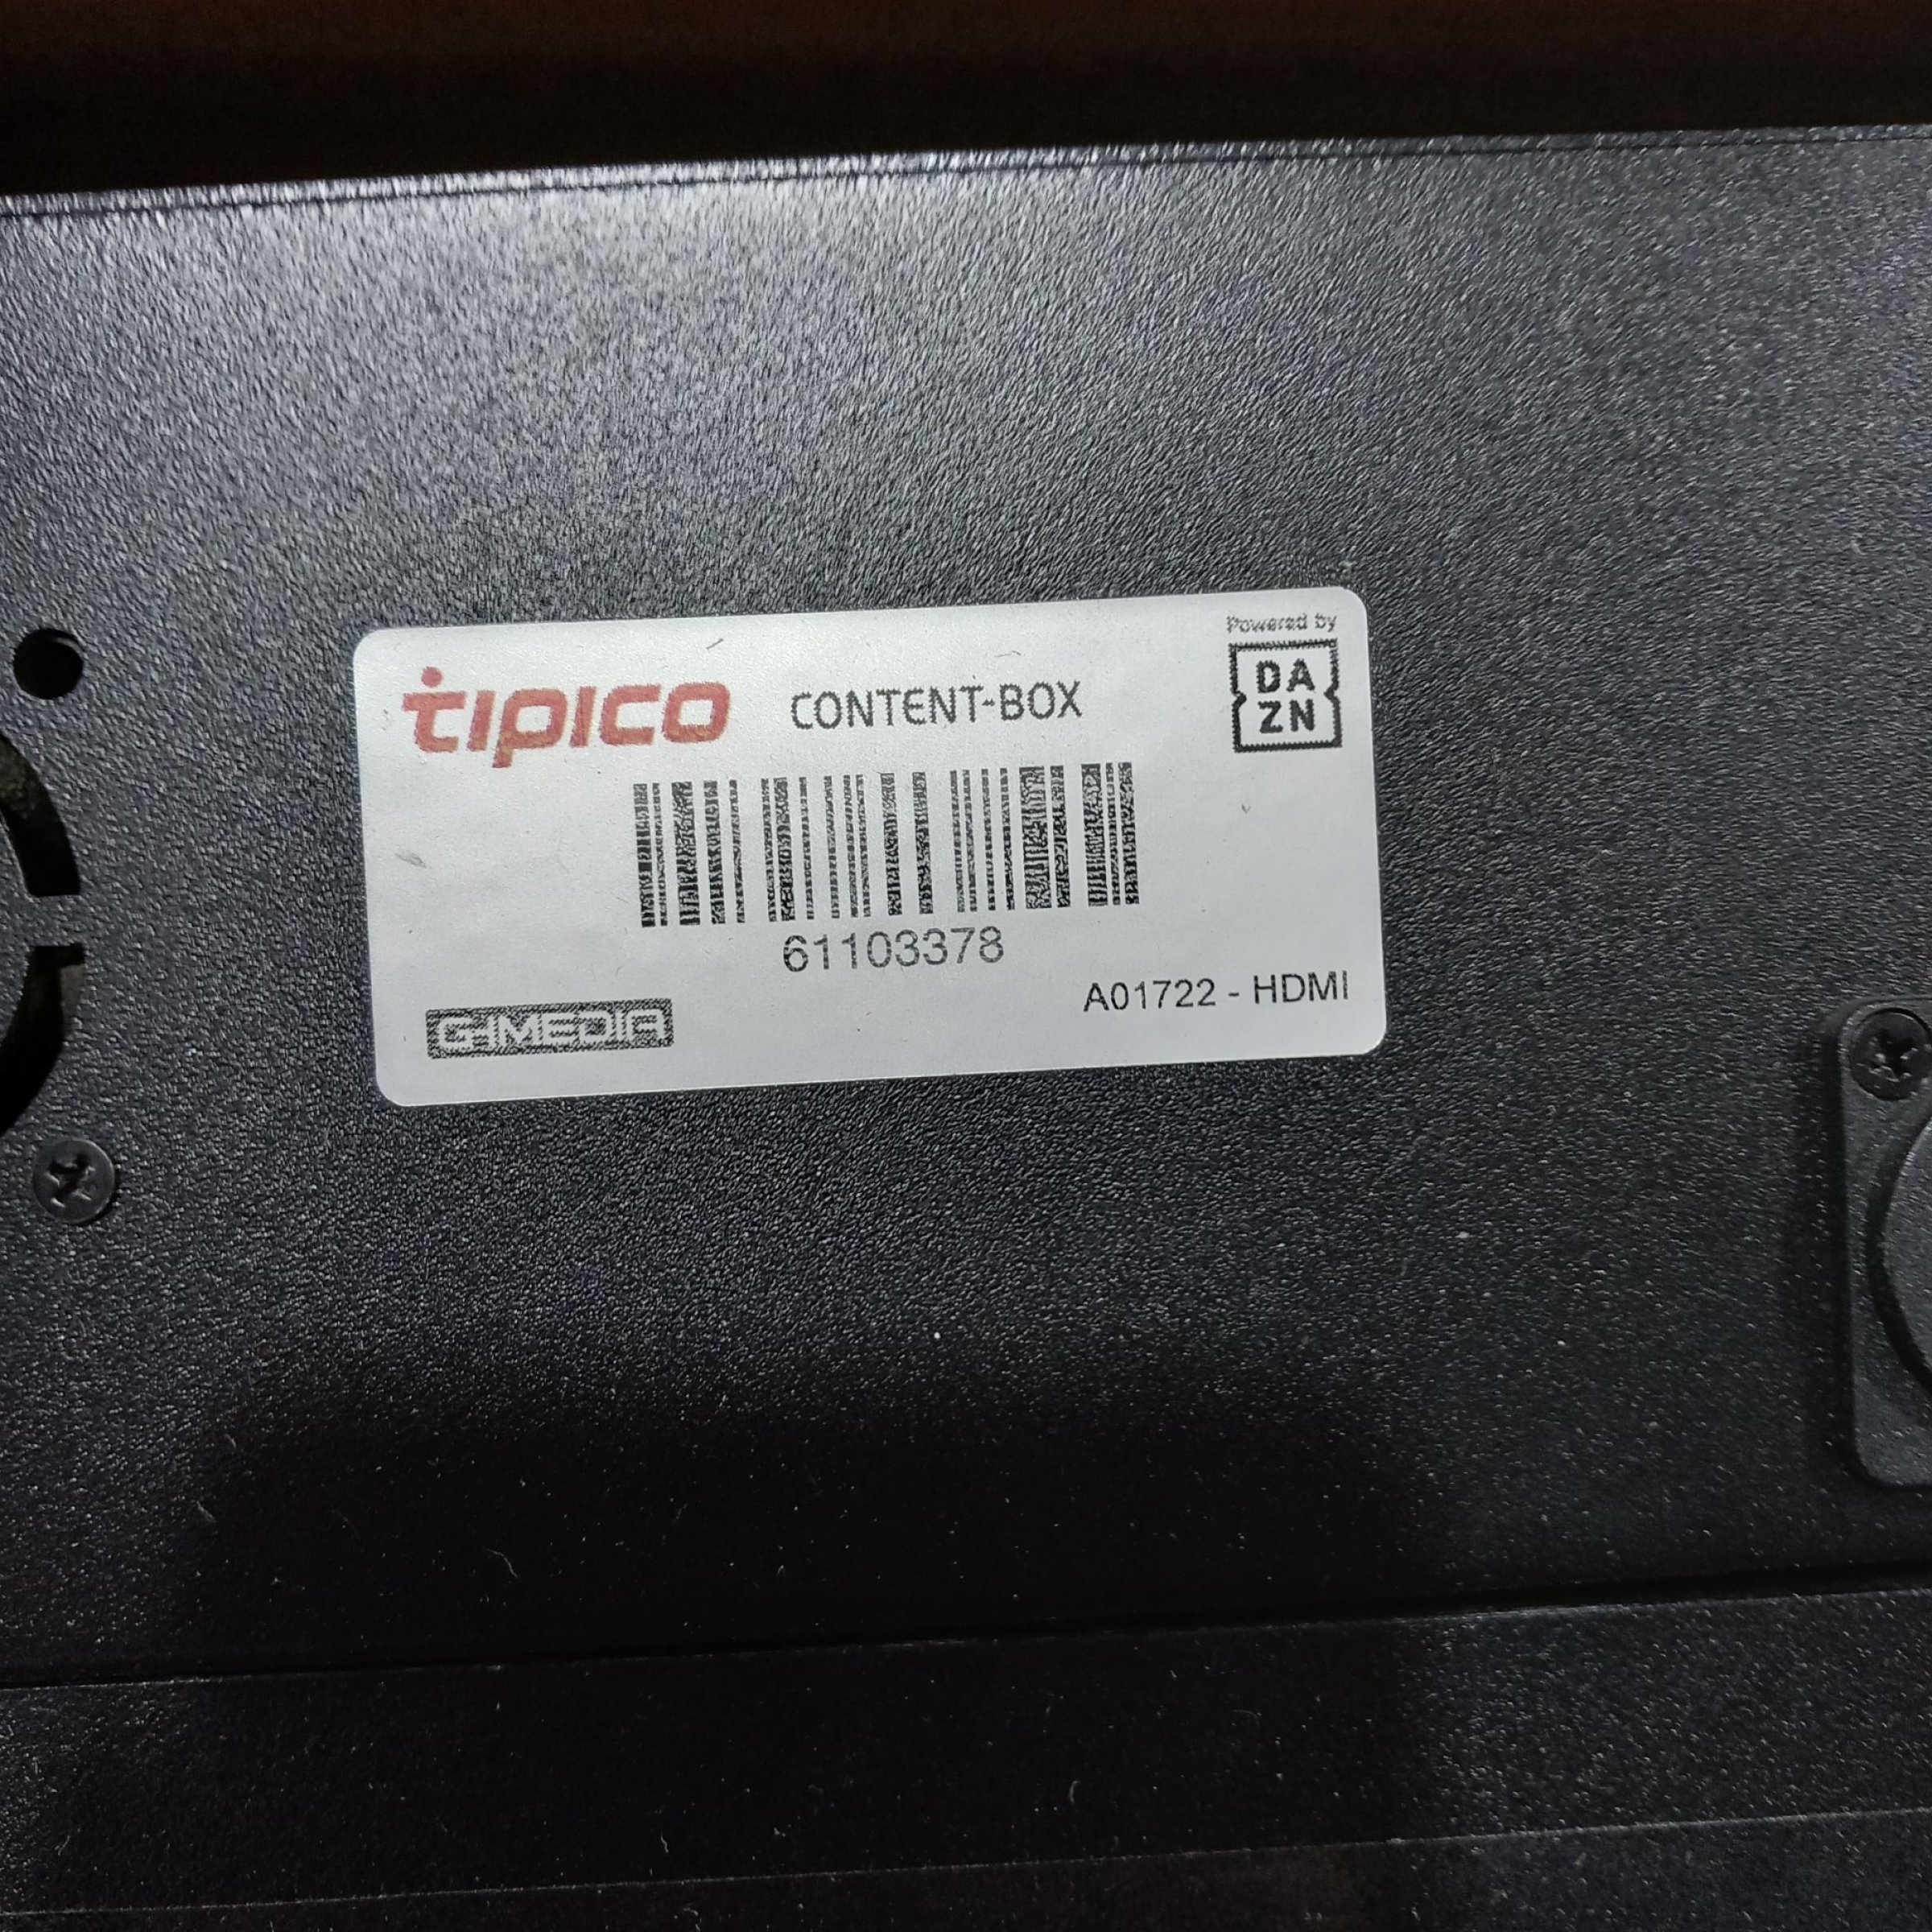 Powered by
tipico CONTENT-BOX
DA
ZN
61103378
A01722 - HDMI
G-MEDIA